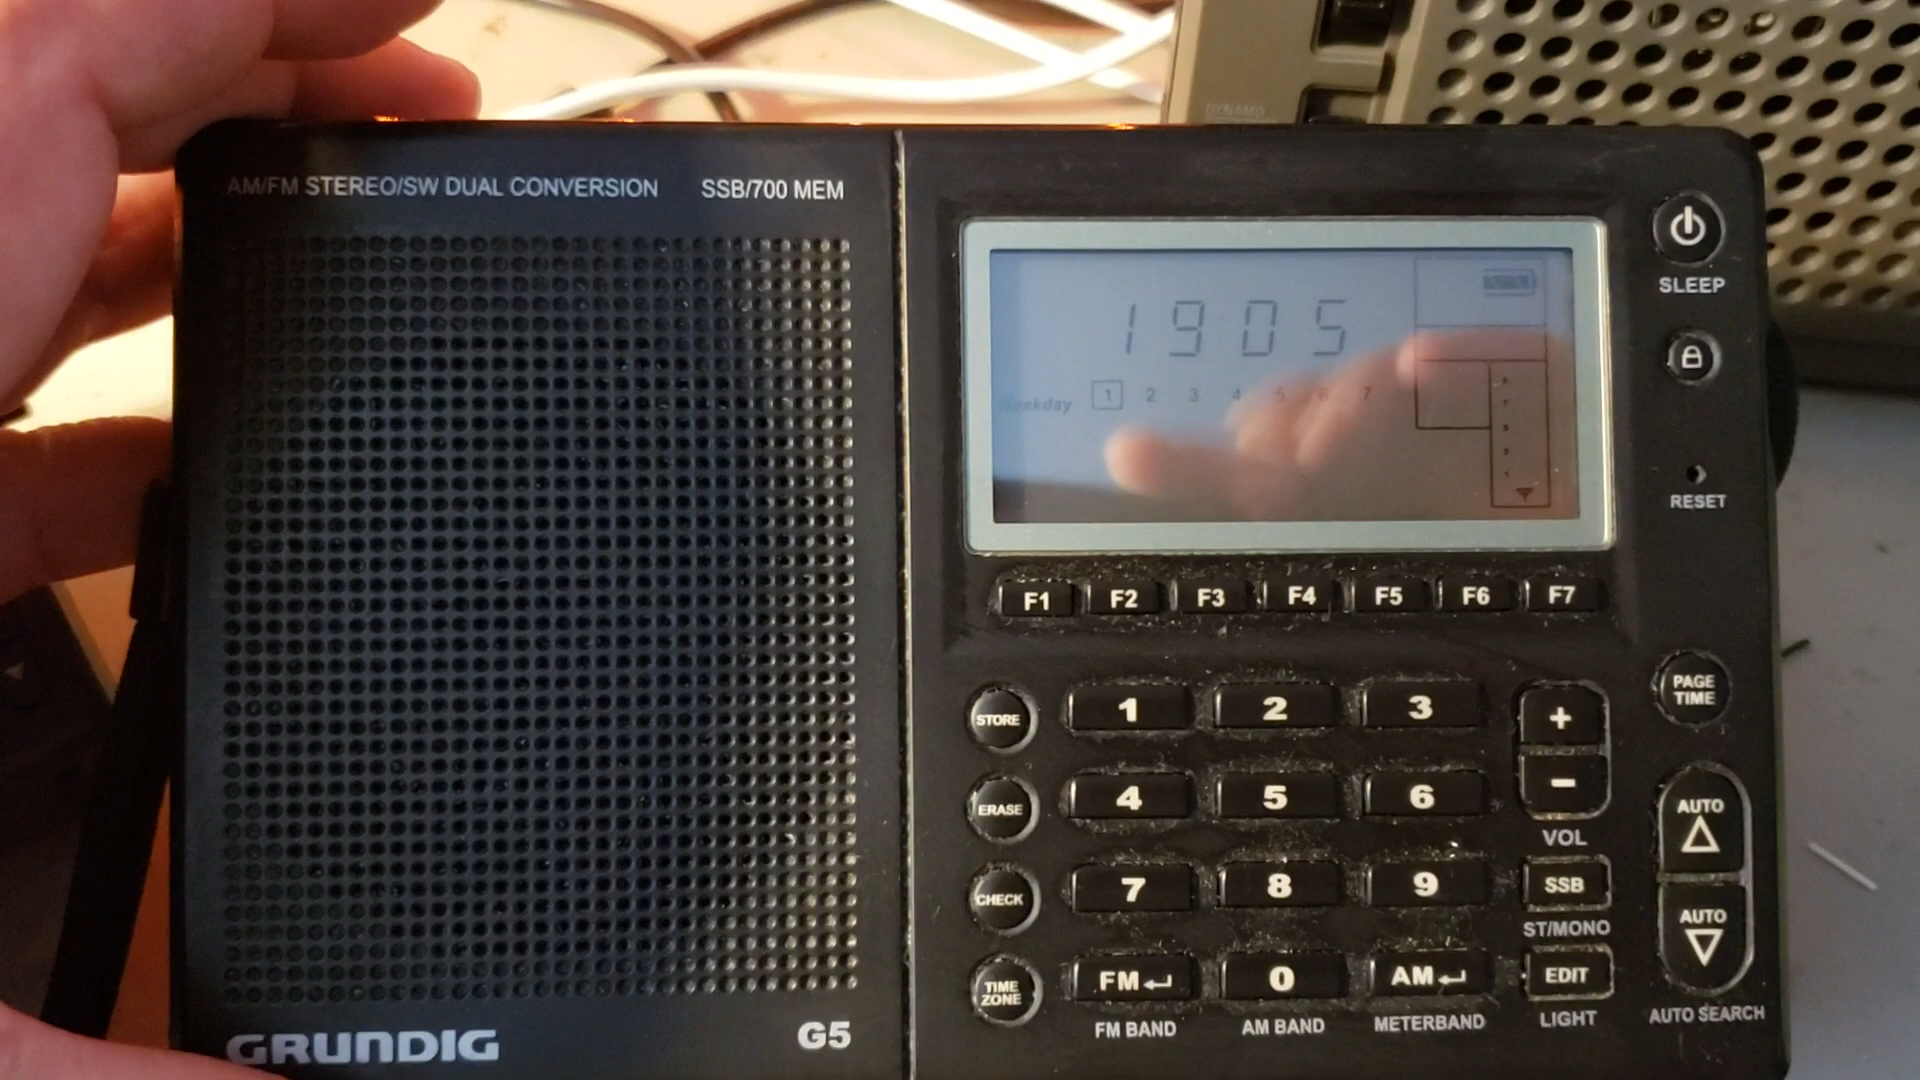 DYNAMIC
AM/FM STEREO/SW DUAL CONVERSION SSB/700 MEM
1905
Weekday 1 2 3 4 5 6 7
SLEEP
RESET
F1 F2 F3 F4 F5 F6 F7
PAGE
TIME
STORE 1 2 3 +
ERASE 4 5 6 -
VOL
AUTO
CHECK 7 8 9 SSB
ST/MONO
AUTO
TIME
ZONE
FM 0 AM EDIT
FM BAND AM BAND METERBAND LIGHT
AUTO SEARCH
GRUNDIG G5